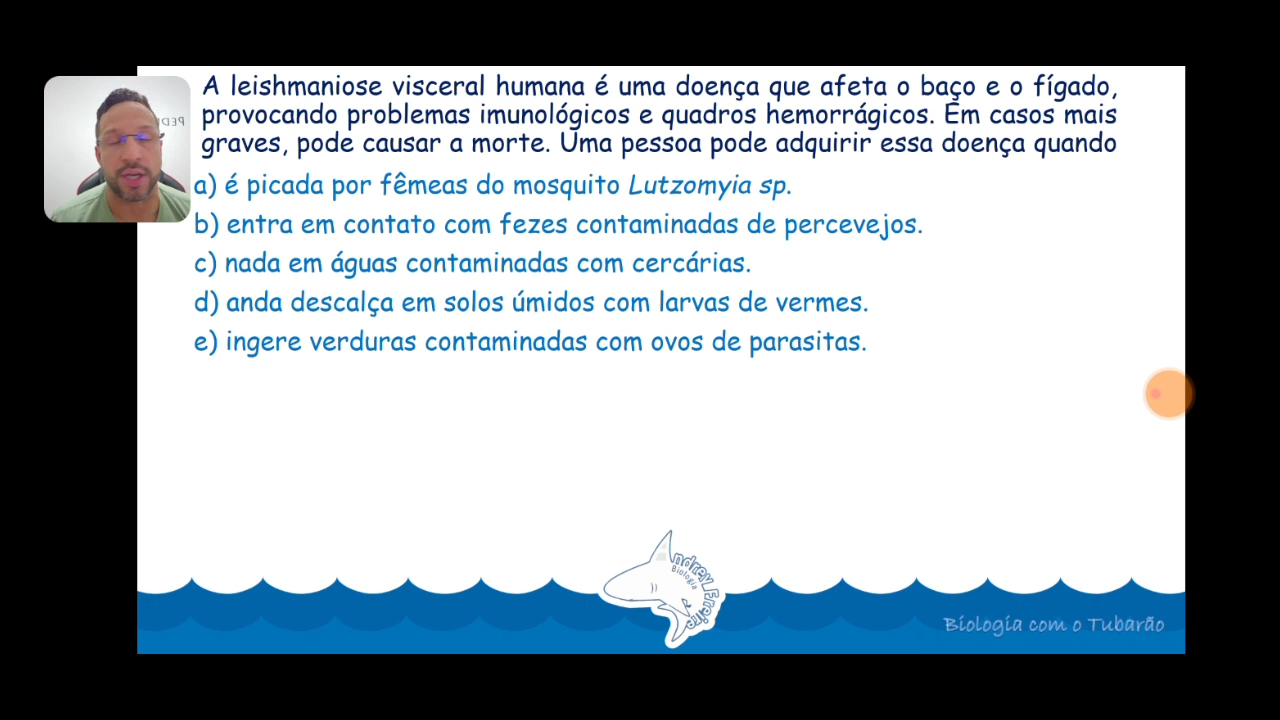 A leishmaniose visceral humana é uma doença que afeta o baço e o fígado,
provocando problemas imunológicos e quadros hemorrágicos. Em casos mais
graves, pode causar a morte. Uma pessoa pode adquirir essa doença quando
a) é picada por fêmeas do mosquito Lutzomyia sp.
b) entra em contato com fezes contaminadas de percevejos.
c) nada em águas contaminadas com cercárias.
d) anda descalça em solos úmidos com larvas de vermes.
e) ingere verduras contaminadas com ovos de parasitas.
Andrey Freire
Biologia
Biologia com o Tubarão